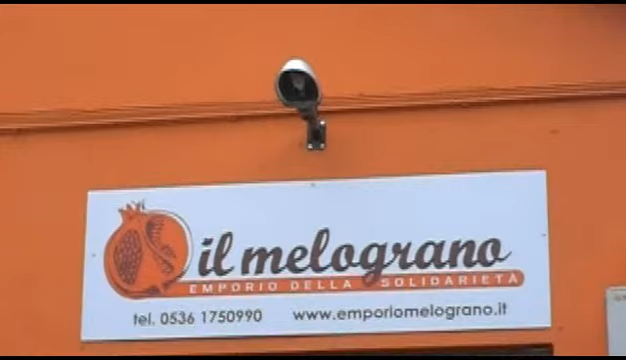 il melograno
EMPORIO DELLA SOLIDARIETÀ
tel. 0536 1750990 www.emporiomelograno.it